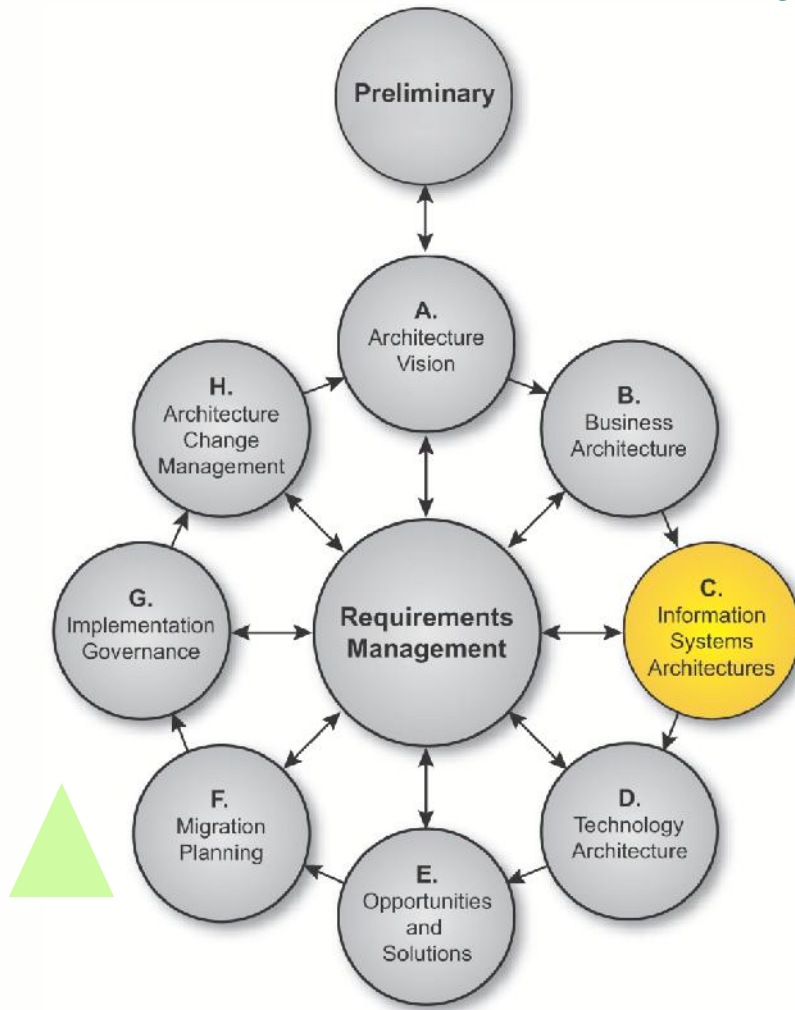 Preliminary
A.
Architecture
Vision
B.
Business
Architecture
H.
Architecture
Change
Management
C.
Information
Systems
Architectures
G.
Implementation
Governance
Requirements
Management
D.
Technology
Architecture
F.
Migration
Planning
E.
Opportunities
and
Solutions